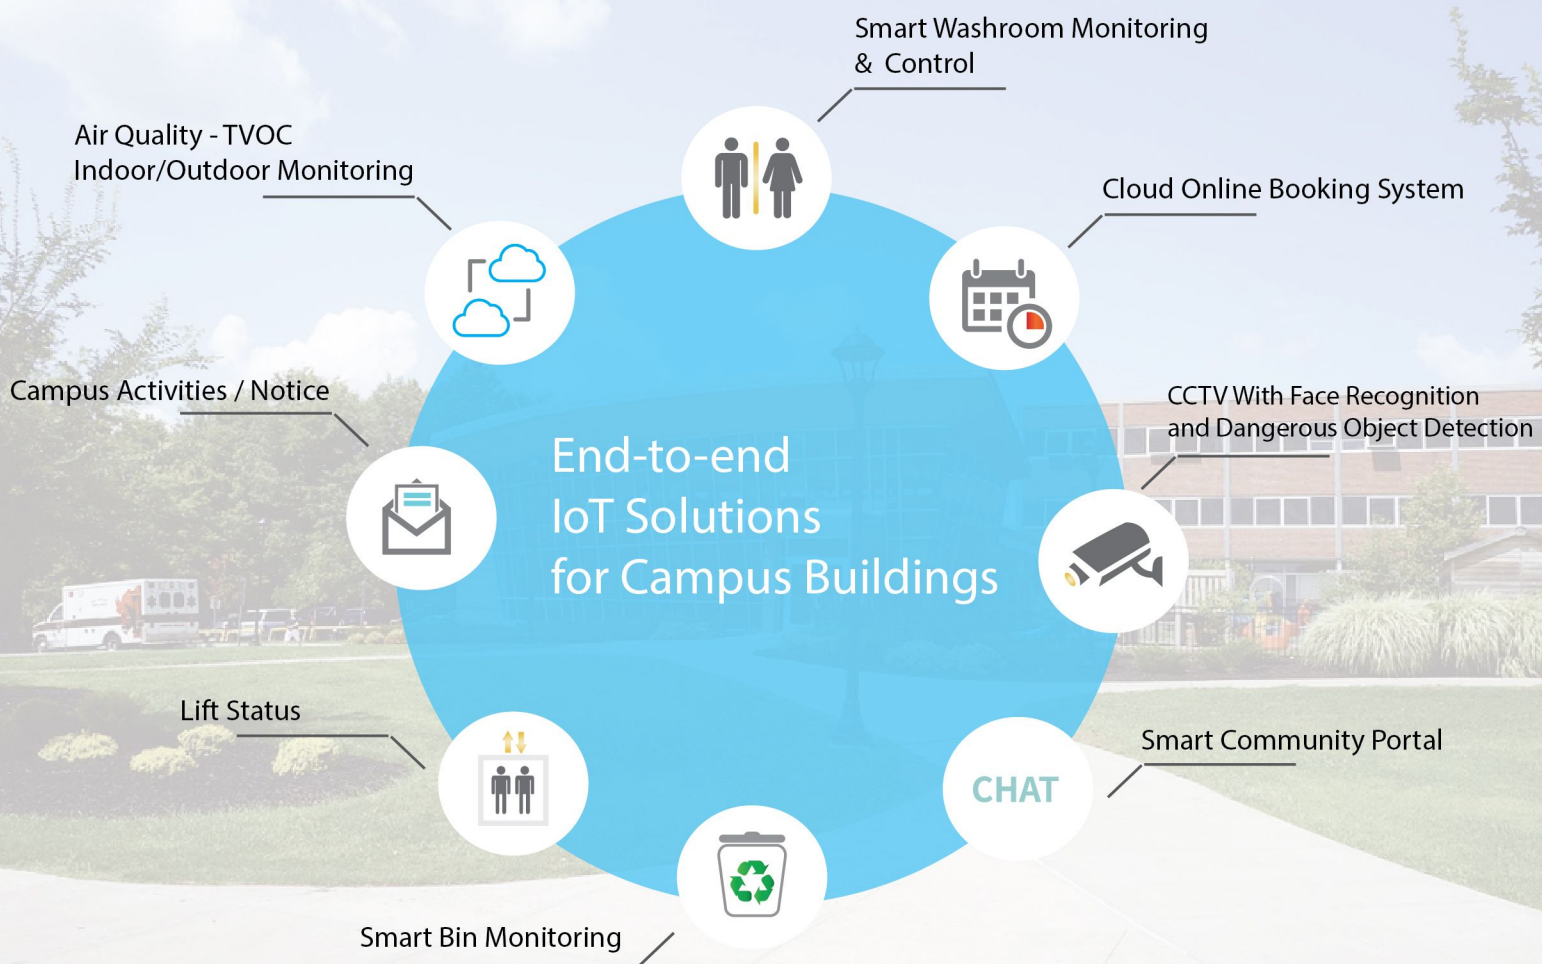 Smart Washroom Monitoring
& Control
Air Quality - TVOC
Indoor/Outdoor Monitoring
Cloud Online Booking System
Campus Activities / Notice
CCTV With Face Recognition
and Dangerous Object Detection
End-to-end
IoT Solutions
for Campus Buildings
Lift Status
Smart Community Portal
CHAT
Smart Bin Monitoring